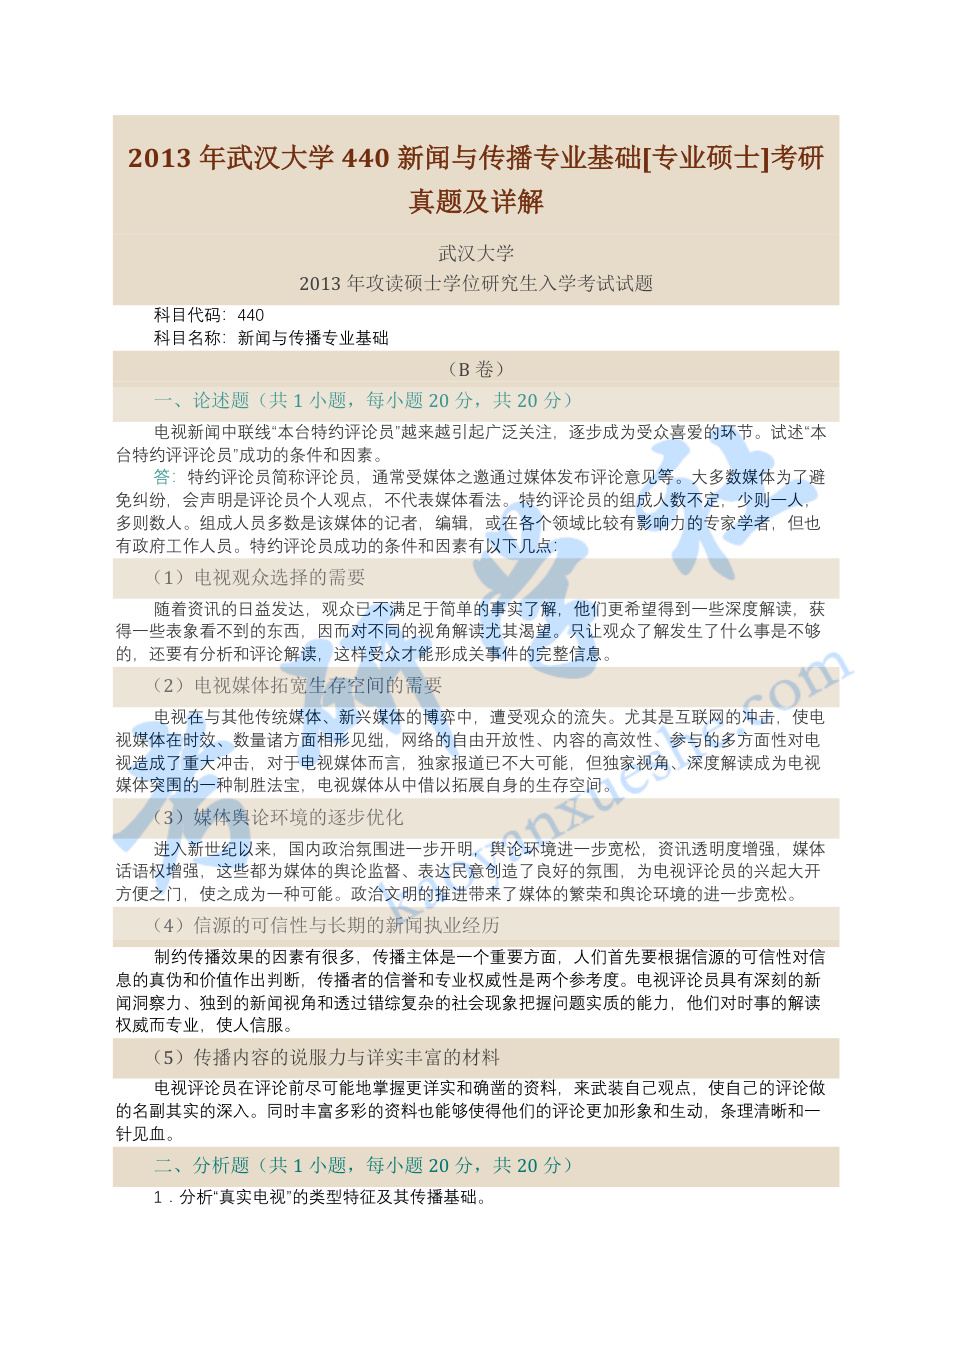 2013 年武汉大学 440 新闻与传播专业基础[专业硕士]考研
真题及详解
武汉大学
2013 年攻读硕士学位研究生入学考试试题
科目代码：440
科目名称：新闻与传播专业基础
（B 卷）
一、论述题（共 1 小题，每小题 20 分，共 20 分）
电视新闻中联线“本台特约评论员”越来越引起广泛关注，逐步成为受众喜爱的环节。试述“本
台特约评评论员”成功的条件和因素。
答：特约评论员简称评论员，通常受媒体之邀通过媒体发布评论意见等。大多数媒体为了避
免纠纷，会声明是评论员个人观点，不代表媒体看法。特约评论员的组成人数不定，少则一人，
多则数人。组成人员多数是该媒体的记者，编辑，或在各个领域比较有影响力的专家学者，但也
有政府工作人员。特约评论员成功的条件和因素有以下几点：
（1）电视观众选择的需要
随着资讯的日益发达，观众已不满足于简单的事实了解，他们更希望得到一些深度解读，获
得一些表象看不到的东西，因而对不同的视角解读尤其渴望。只让观众了解发生了什么事是不够
的，还要有分析和评论解读，这样受众才能形成关事件的完整信息。
（2）电视媒体拓宽生存空间的需要
电视在与其他传统媒体、新兴媒体的博弈中，遭受观众的流失。尤其是互联网的冲击，使电
视媒体在时效、数量诸方面相形见绌，网络的自由开放性、内容的高效性、参与的多方面性对电
视造成了重大冲击，对于电视媒体而言，独家报道已不大可能，但独家视角、深度解读成为电视
媒体突围的一种制胜法宝，电视媒体从中借以拓展自身的生存空间。
（3）媒体舆论环境的逐步优化
进入新世纪以来，国内政治氛围进一步开明，舆论环境进一步宽松，资讯透明度增强，媒体
话语权增强，这些都为媒体的舆论监督、表达民意创造了良好的氛围，为电视评论员的兴起大开
方便之门，使之成为一种可能。政治文明的推进带来了媒体的繁荣和舆论环境的进一步宽松。
（4）信源的可信性与长期的新闻执业经历
制约传播效果的因素有很多，传播主体是一个重要方面，人们首先要根据信源的可信性对信
息的真伪和价值作出判断，传播者的信誉和专业权威性是两个参考度。电视评论员具有深刻的新
闻洞察力、独到的新闻视角和透过错综复杂的社会现象把握问题实质的能力，他们对时事的解读
权威而专业，使人信服。
（5）传播内容的说服力与详实丰富的材料
电视评论员在评论前尽可能地掌握更详实和确凿的资料，来武装自己观点，使自己的评论做
的名副其实的深入。同时丰富多彩的资料也能够使得他们的评论更加形象和生动，条理清晰和一
针见血。
二、分析题（共 1 小题，每小题 20 分，共 20 分）
1．分析“真实电视”的类型特征及其传播基础。
考研学社
kaoyanxueshe.com